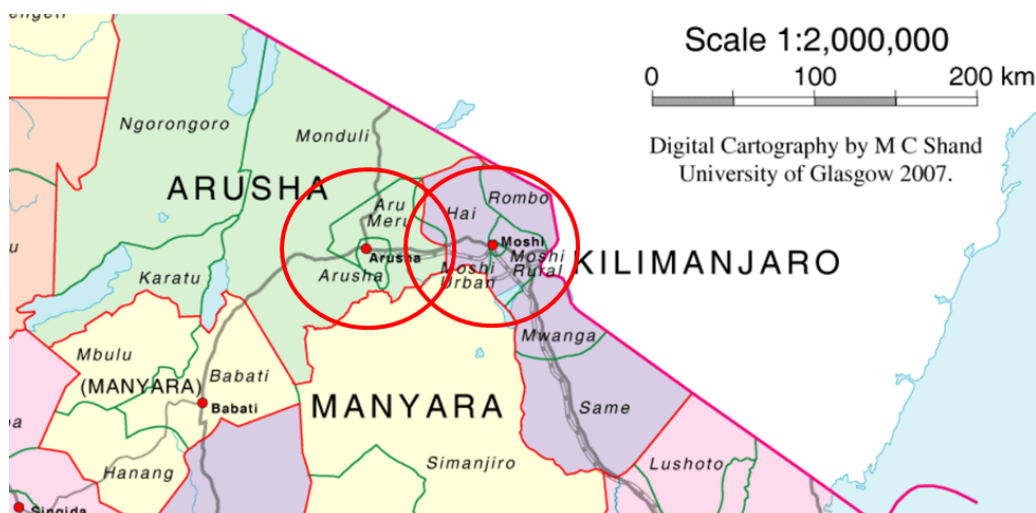 Scale 1:2,000,000
0 100 200 km
Digital Cartography by M C Shand
University of Glasgow 2007.
Ngorongoro
Monduli
ARUSHA
Aru
Meru
Hai
Rombo
Arusha
Arusha
Moshi
Moshi
Rural
Moshi
Urban
KILIMANJARO
Karatu
Mwanga
Mbulu
(MANYARA)
Babati
Babati
MANYARA
Same
Hanang
Simanjiro
Lushoto
Singida